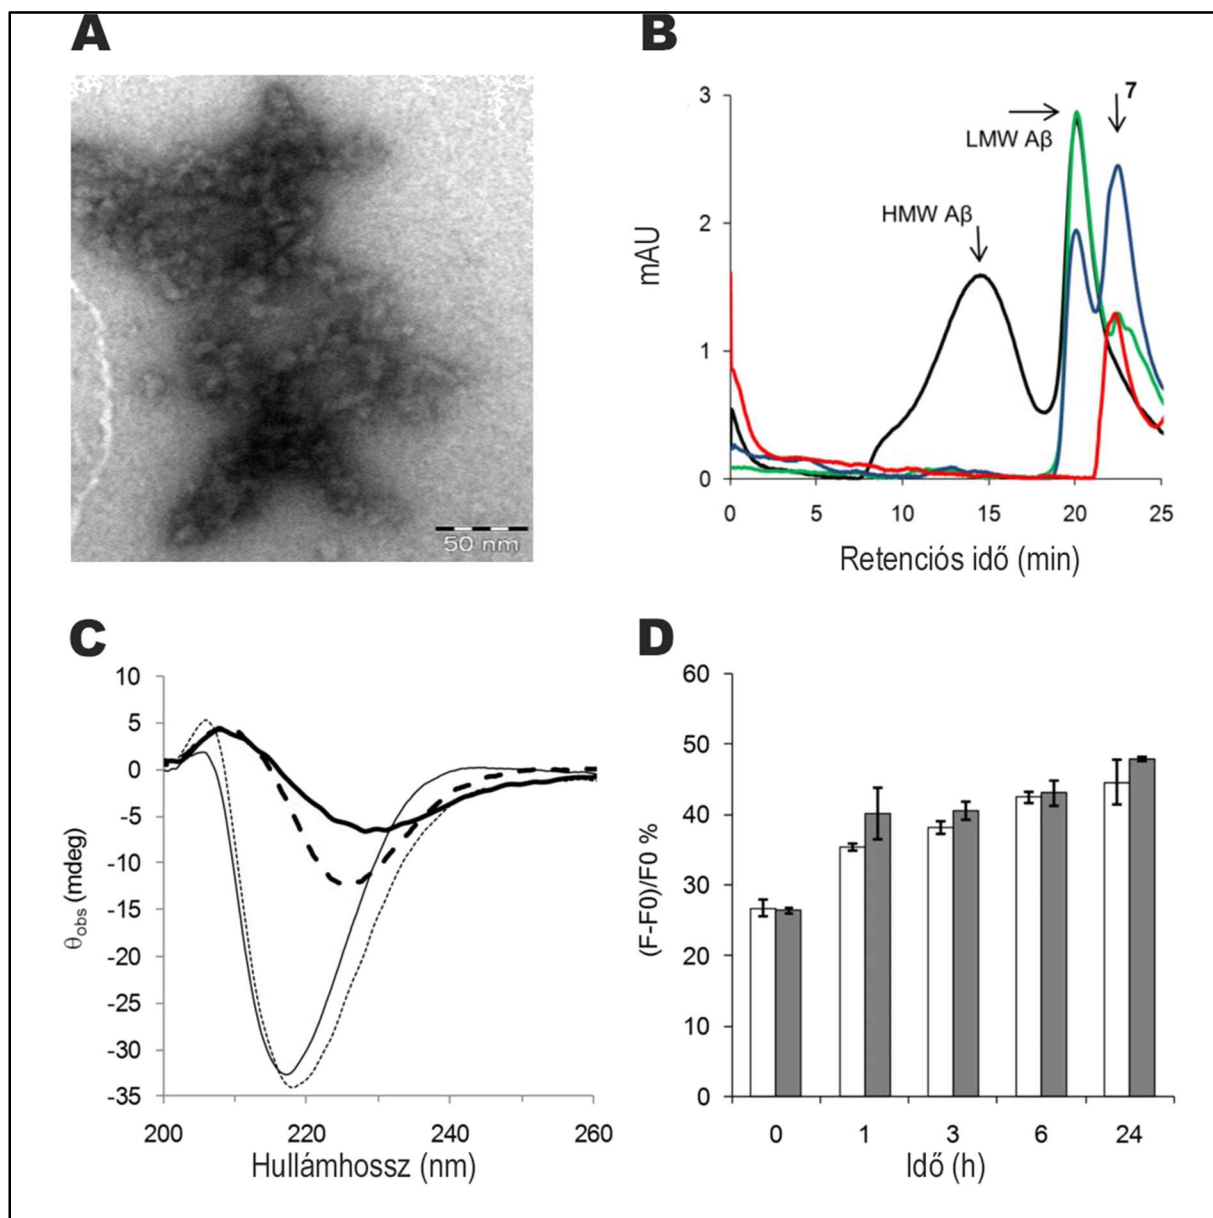 A
50 nm
B
3
2
1
0
mAU
HMW Aβ
LMW Aβ
7
0 5 10 15 20 25
Retenciós idő (min)
C
10
5
0
-5
-10
-15
-20
-25
-30
-35
θobs (mdeg)
200 220 240 260
Hullámhossz (nm)
D
60
50
40
30
20
10
0
(F-F0)/F0 %
0 1 3 6 24
Idő (h)